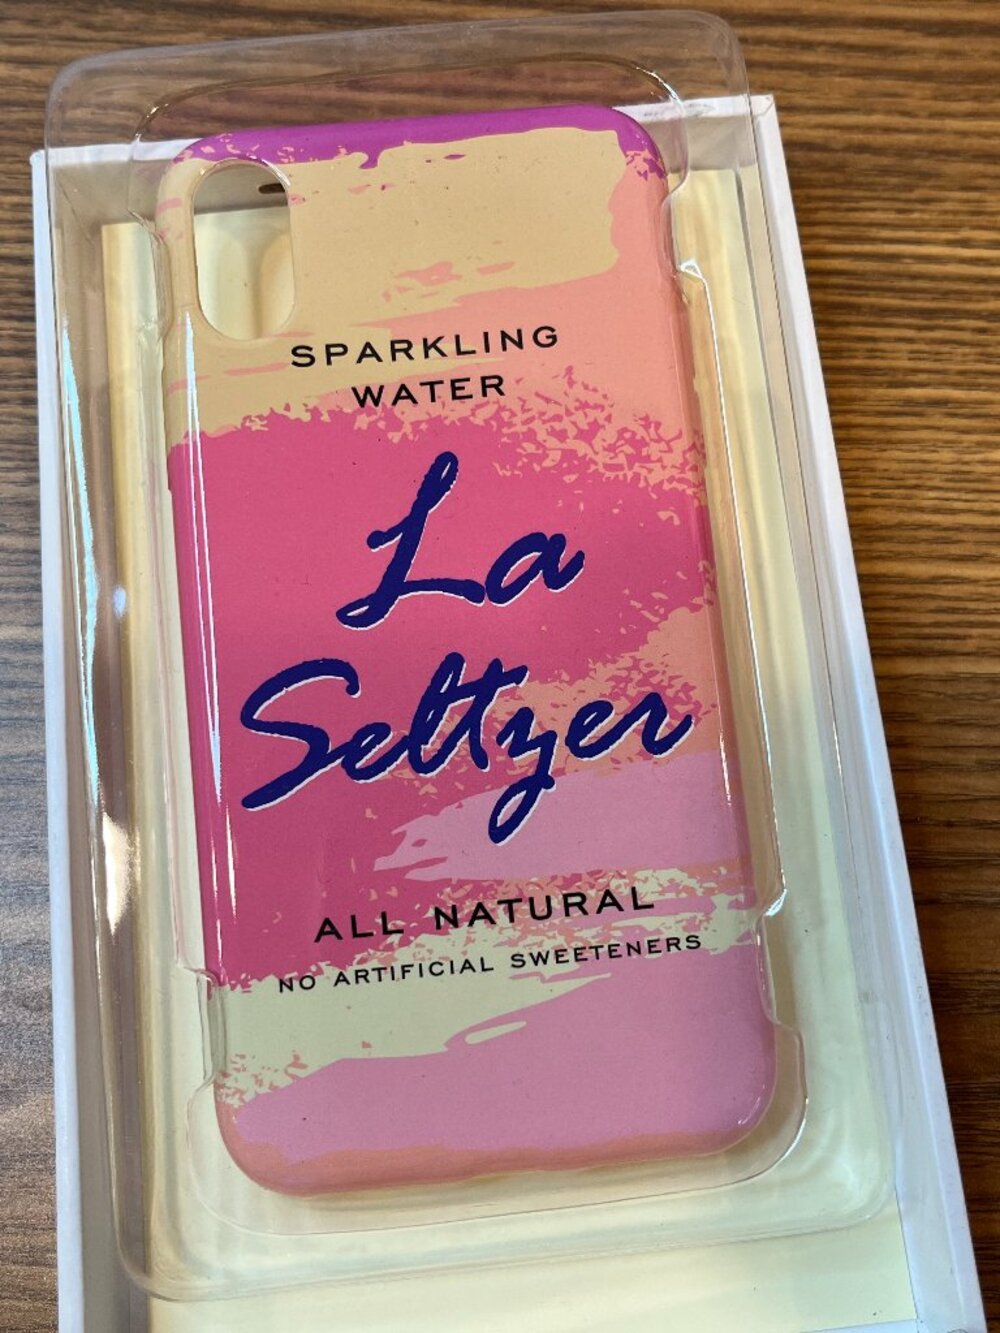 SPARKLING
WATER
La
Seltzer
ALL NATURAL
NO ARTIFICIAL SWEETENERS